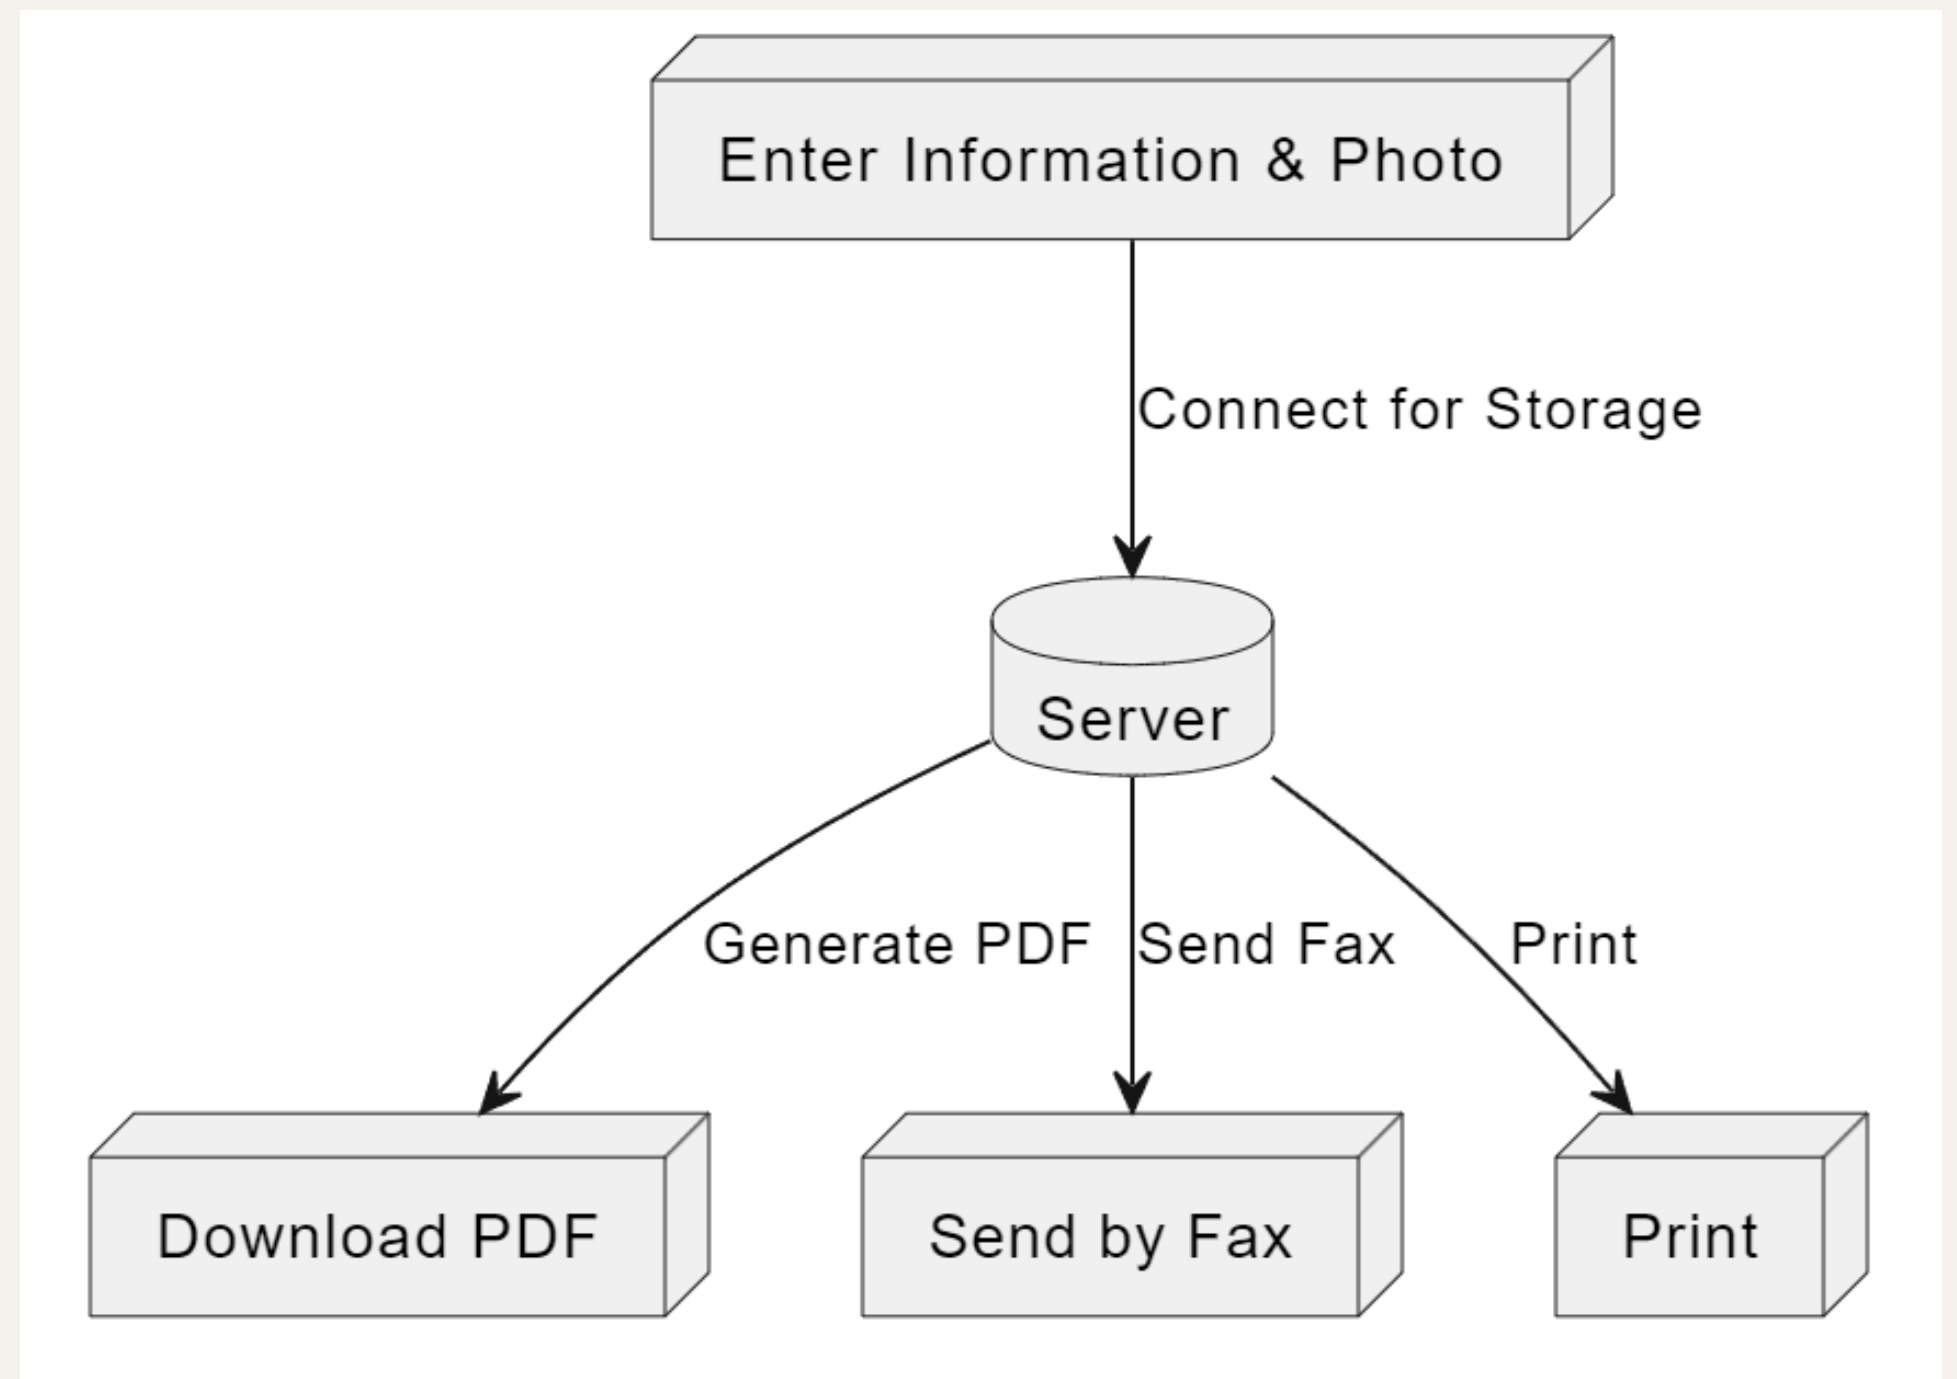 Enter Information & Photo
Connect for Storage
Server
Generate PDF
Send Fax
Print
Download PDF
Send by Fax
Print